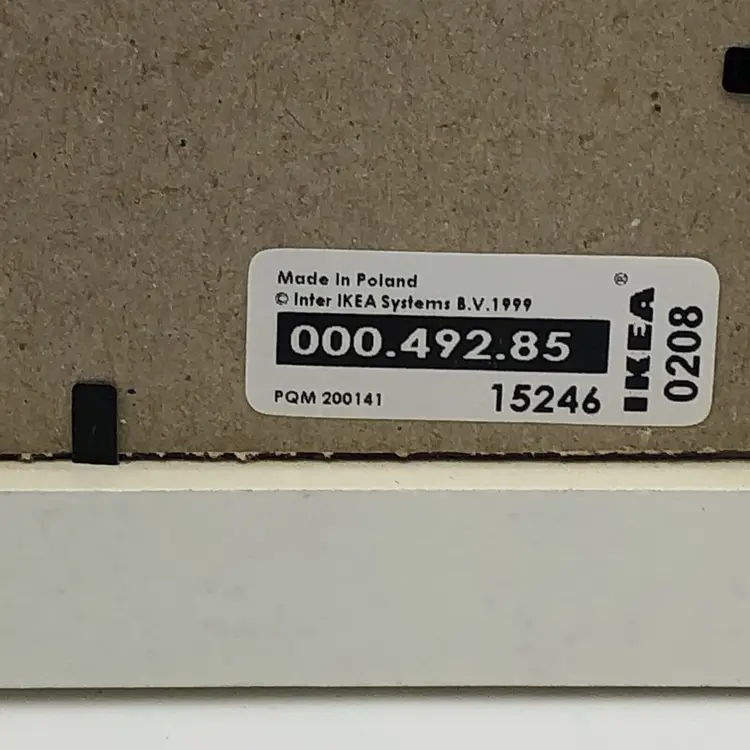 Made In Poland
© Inter IKEA Systems B.V.1999
000.492.85
PQM 200141
15246
IKEA®
0208